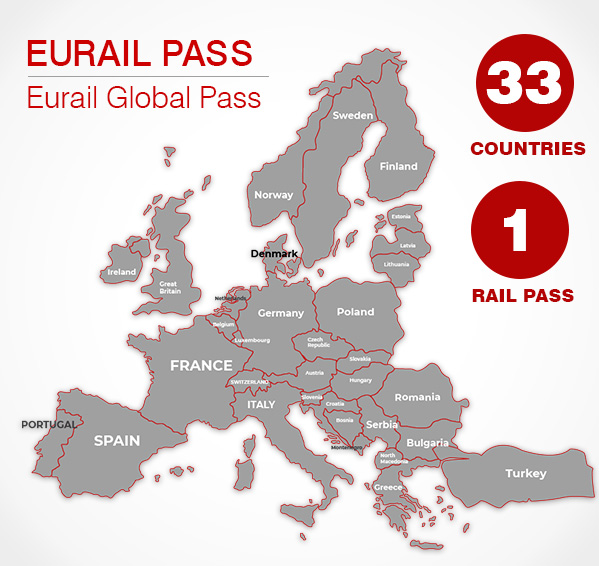 EURAIL PASS
Eurail Global Pass
33
COUNTRIES
1
RAIL PASS
Sweden
Finland
Norway
Estonia
Latvia
Lithuania
Denmark
Ireland
Great
Britain
Netherlands
Belgium
Luxembourg
Germany
Poland
Czech
Republic
Slovakia
FRANCE
SWITZERLAND
Austria
Hungary
ITALY
Slovenia
Croatia
Romania
Bosnia
Serbia
Montenegro
Bulgaria
PORTUGAL
SPAIN
North
Macedonia
Greece
Turkey